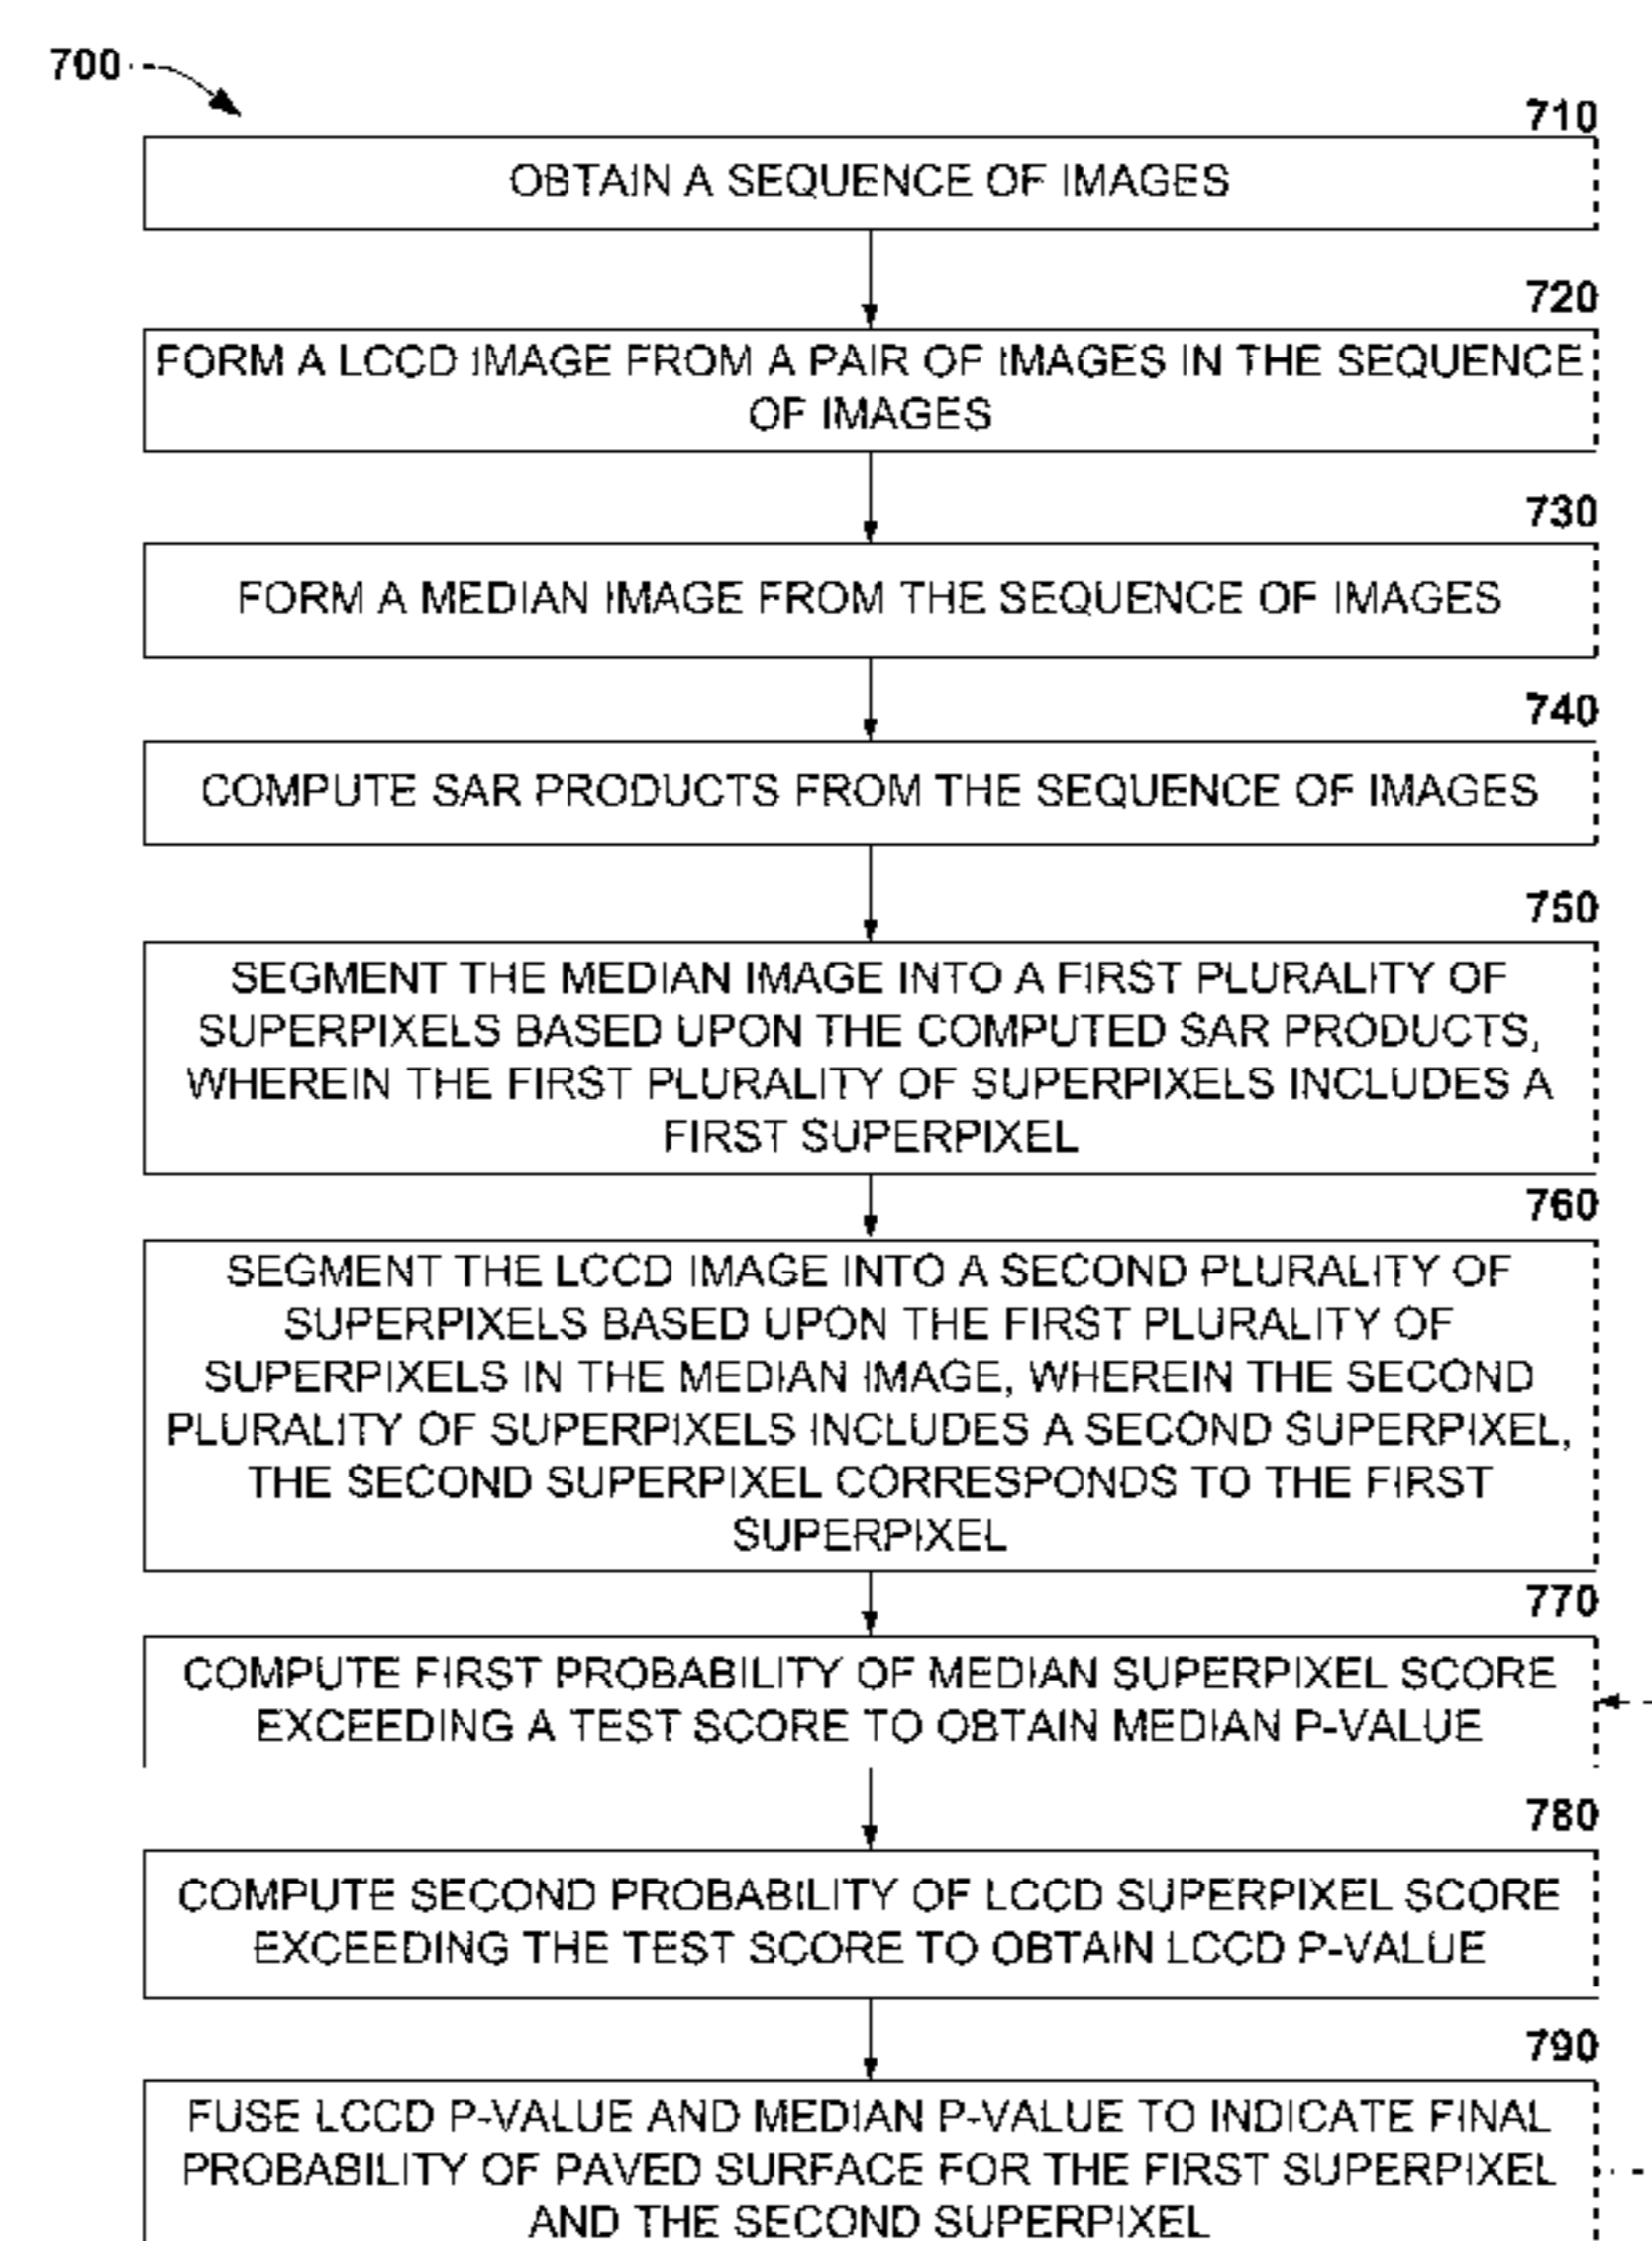 700
710
OBTAIN A SEQUENCE OF IMAGES
720
FORM A LCCD IMAGE FROM A PAIR OF IMAGES IN THE SEQUENCE
OF IMAGES
730
FORM A MEDIAN IMAGE FROM THE SEQUENCE OF IMAGES
740
COMPUTE SAR PRODUCTS FROM THE SEQUENCE OF IMAGES
750
SEGMENT THE MEDIAN IMAGE INTO A FIRST PLURALITY OF
SUPERPIXELS BASED UPON THE COMPUTED SAR PRODUCTS,
WHEREIN THE FIRST PLURALITY OF SUPERPIXELS INCLUDES A
FIRST SUPERPIXEL
760
SEGMENT THE LCCD IMAGE INTO A SECOND PLURALITY OF
SUPERPIXELS BASED UPON THE FIRST PLURALITY OF
SUPERPIXELS IN THE MEDIAN IMAGE, WHEREIN THE SECOND
PLURALITY OF SUPERPIXELS INCLUDES A SECOND SUPERPIXEL,
THE SECOND SUPERPIXEL CORRESPONDS TO THE FIRST
SUPERPIXEL
770
COMPUTE FIRST PROBABILITY OF MEDIAN SUPERPIXEL SCORE
EXCEEDING A TEST SCORE TO OBTAIN MEDIAN P-VALUE
780
COMPUTE SECOND PROBABILITY OF LCCD SUPERPIXEL SCORE
EXCEEDING THE TEST SCORE TO OBTAIN LCCD P-VALUE
790
FUSE LCCD P-VALUE AND MEDIAN P-VALUE TO INDICATE FINAL
PROBABILITY OF PAVED SURFACE FOR THE FIRST SUPERPIXEL
AND THE SECOND SUPERPIXEL